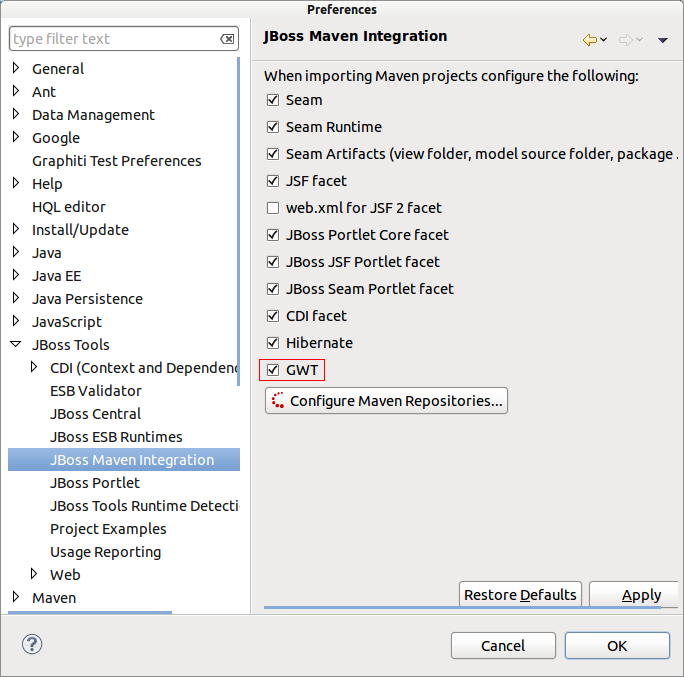 Preferences
type filter text
General
Ant
Data Management
Google
Graphiti Test Preferences
Help
HQL editor
Install/Update
Java
Java EE
Java Persistence
JavaScript
JBoss Tools
CDI (Context and Dependenc
ESB Validator
JBoss Central
JBoss ESB Runtimes
JBoss Maven Integration
JBoss Portlet
JBoss Tools Runtime Detecti
Project Examples
Usage Reporting
Web
Maven
JBoss Maven Integration
When importing Maven projects configure the following:
Seam
Seam Runtime
Seam Artifacts (view folder, model source folder, package .
JSF facet
web.xml for JSF 2 facet
JBoss Portlet Core facet
JBoss JSF Portlet facet
JBoss Seam Portlet facet
CDI facet
Hibernate
GWT
Configure Maven Repositories...
Restore Defaults
Apply
?
Cancel
OK